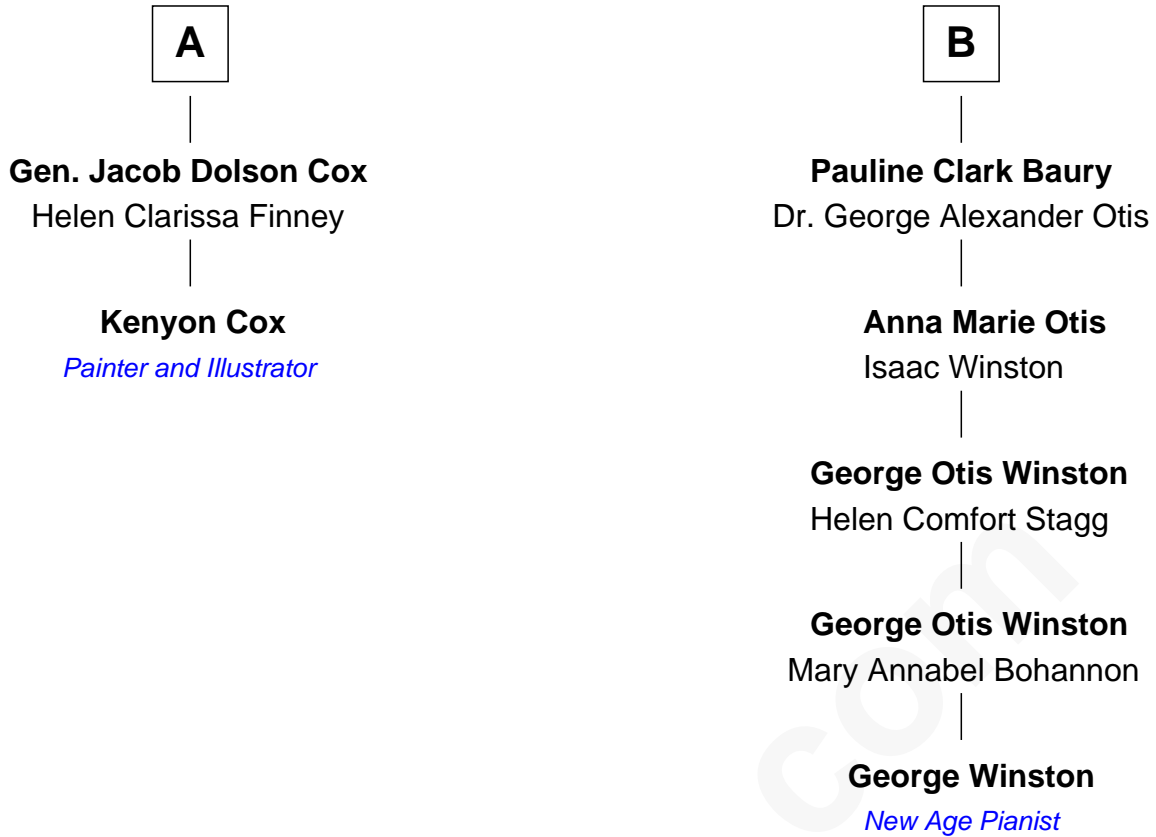 A
Gen. Jacob Dolson Cox
Helen Clarissa Finney
Kenyon Cox
Painter and Illustrator
B
Pauline Clark Baury
Dr. George Alexander Otis
Anna Marie Otis
Isaac Winston
George Otis Winston
Helen Comfort Stagg
George Otis Winston
Mary Annabel Bohannon
George Winston
New Age Pianist
com